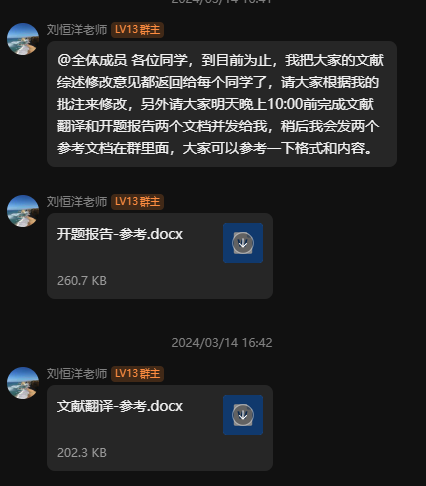 2024/03/14 16:41
刘恒洋老师 LV13 群主
@全体成员 各位同学，到目前为止，我把大家的文献
综述修改意见都返回给每个同学了，请大家根据我的
批注来修改，另外请大家明天晚上10:00前完成文献
翻译和开题报告两个文档并发给我，稍后我会发两个
参考文档在群里面，大家可以参考一下格式和内容。
刘恒洋老师 LV13 群主
开题报告-参考.docx
260.7 KB
2024/03/14 16:42
刘恒洋老师 LV13 群主
文献翻译-参考.docx
202.3 KB